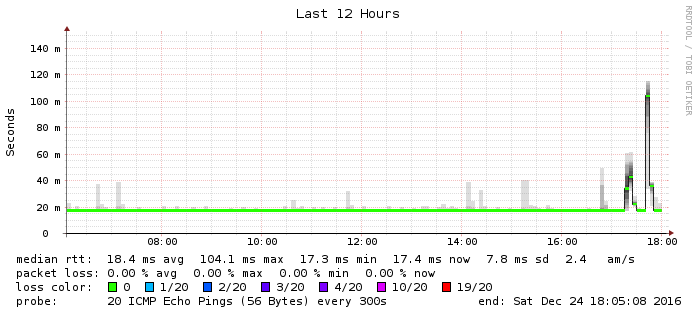 Last 12 Hours
RRDTOOL / TOBI OETIKER
Seconds
140 m
120 m
100 m
80 m
60 m
40 m
20 m
0
08:00 10:00 12:00 14:00 16:00 18:00
median rtt: 18.4 ms avg 104.1 ms max 17.3 ms min 17.4 ms now 7.8 ms sd 2.4 am/s
packet loss: 0.00 % avg 0.00 % max 0.00 % min 0.00 % now
loss color: 0 1/20 2/20 3/20 4/20 10/20 19/20
probe: 20 ICMP Echo Pings (56 Bytes) every 300s end: Sat Dec 24 18:05:08 2016